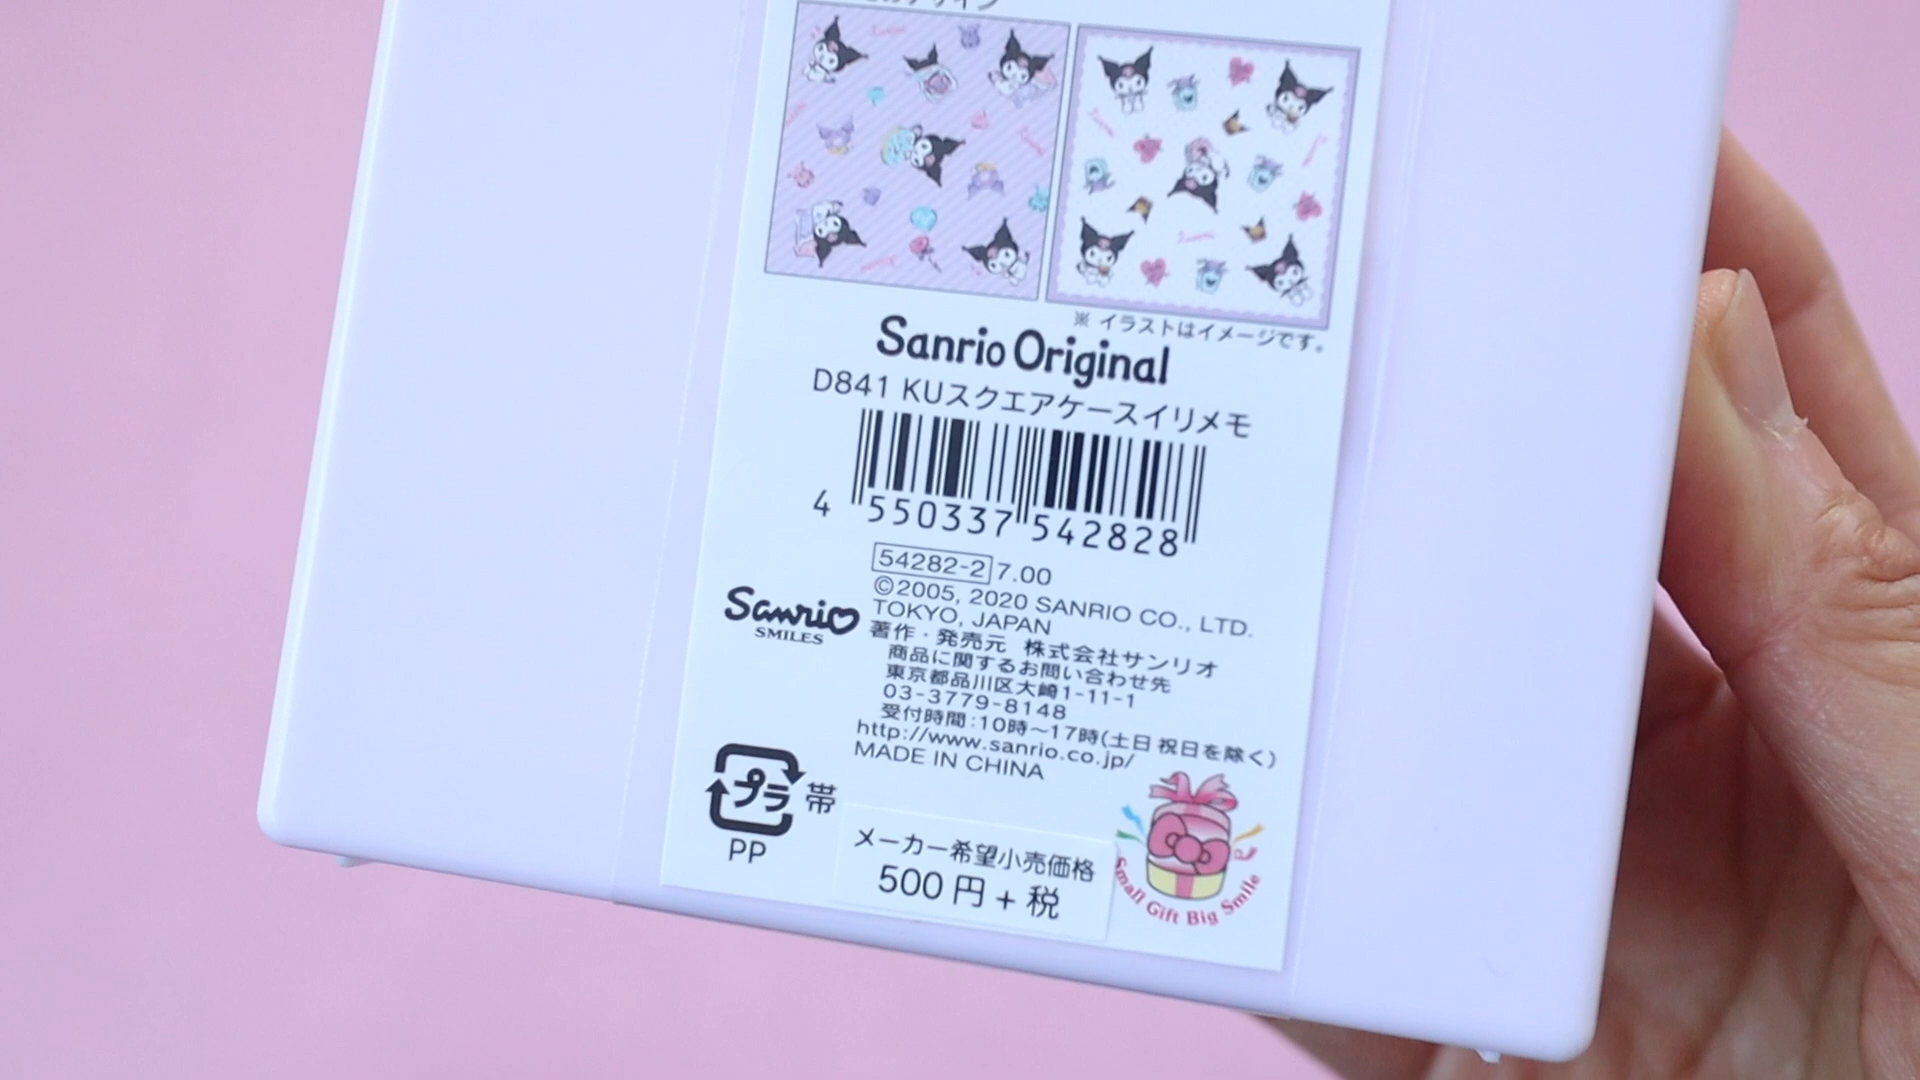 のデザイン
※ イラストはイメージです。
Sanrio Original
D841 KUスクエアケースイリメモ
4 550337 542828
54282-2 7.00
©2005, 2020 SANRIO CO., LTD.
TOKYO, JAPAN
著作・発売元 株式会社サンリオ
商品に関するお問い合わせ先
東京都品川区大崎1-11-1
03-3779-8148
受付時間:10時～17時(土日 祝日を除く)
http://www.sanrio.co.jp/
MADE IN CHINA
Sanrio
SMILES
プラ 帯
PP
メーカー希望小売価格
500 円 + 税
Small Gift Big Smile